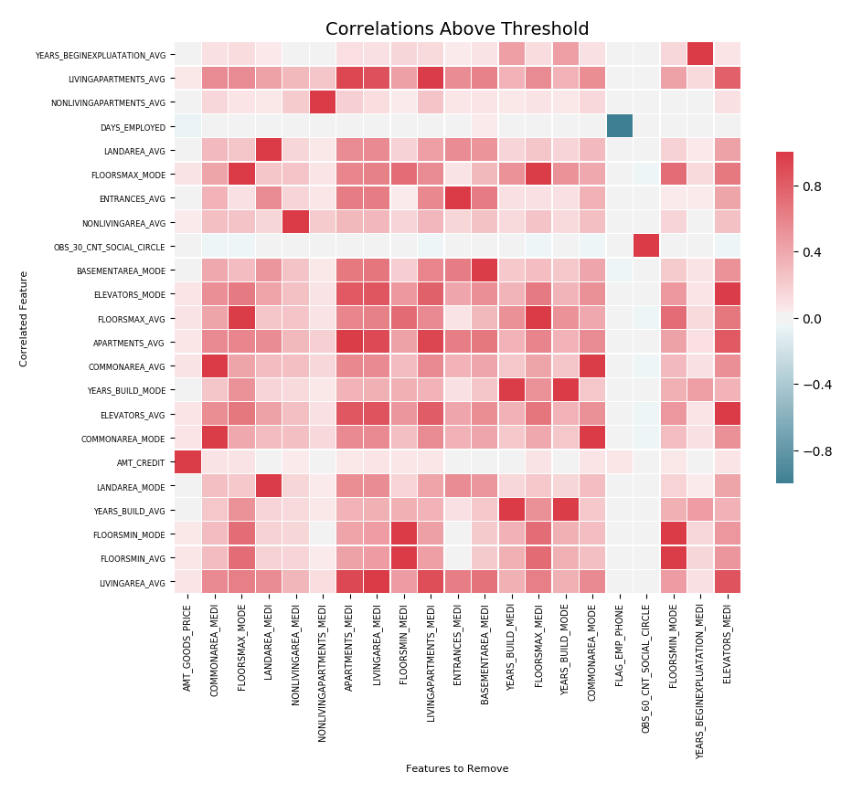 Correlations Above Threshold
YEARS_BEGINEXPLUATATION_AVG
LIVINGAPARTMENTS_AVG
NONLIVINGAPARTMENTS_AVG
DAYS_EMPLOYED
LANDAREA_AVG
FLOORSMAX_MODE
ENTRANCES_AVG
NONLIVINGAREA_AVG
OBS_30_CNT_SOCIAL_CIRCLE
BASEMENTAREA_MODE
ELEVATORS_MODE
FLOORSMAX_AVG
APARTMENTS_AVG
COMMONAREA_AVG
YEARS_BUILD_MODE
ELEVATORS_AVG
COMMONAREA_MODE
AMT_CREDIT
LANDAREA_MODE
YEARS_BUILD_AVG
FLOORSMIN_MODE
FLOORSMIN_AVG
LIVINGAREA_AVG
Correlated Feature
AMT_GOODS_PRICE
COMMONAREA_MEDI
FLOORSMAX_MODE
LANDAREA_MEDI
NONLIVINGAREA_MEDI
NONLIVINGAPARTMENTS_MEDI
APARTMENTS_MEDI
LIVINGAREA_MEDI
FLOORSMIN_MEDI
LIVINGAPARTMENTS_MEDI
ENTRANCES_MEDI
BASEMENTAREA_MEDI
YEARS_BUILD_MEDI
FLOORSMAX_MEDI
YEARS_BUILD_MODE
COMMONAREA_MODE
FLAG_EMP_PHONE
OBS_60_CNT_SOCIAL_CIRCLE
FLOORSMIN_MODE
YEARS_BEGINEXPLUATATION_MEDI
ELEVATORS_MEDI
Features to Remove
0.8
0.4
0.0
−0.4
−0.8